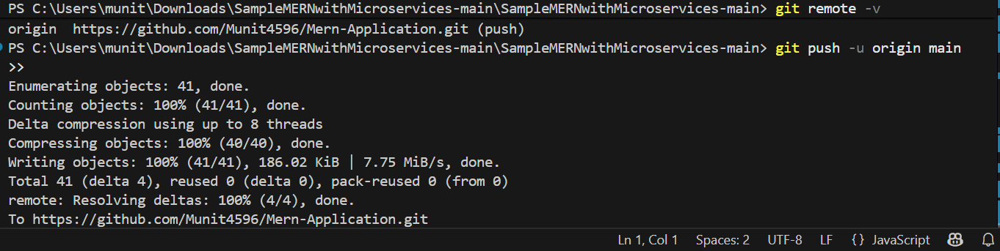 PS C:\Users\munit\Downloads\SampleMERNwithMicroservices-main\SampleMERNwithMicroservices-main> git remote -v
origin  https://github.com/Munit4596/Mern-Application.git (push)
PS C:\Users\munit\Downloads\SampleMERNwithMicroservices-main\SampleMERNwithMicroservices-main> git push -u origin main
>>
Enumerating objects: 41, done.
Counting objects: 100% (41/41), done.
Delta compression using up to 8 threads
Compressing objects: 100% (40/40), done.
Writing objects: 100% (41/41), 186.02 KiB | 7.75 MiB/s, done.
Total 41 (delta 4), reused 0 (delta 0), pack-reused 0 (from 0)
remote: Resolving deltas: 100% (4/4), done.
To https://github.com/Munit4596/Mern-Application.git
Ln 1, Col 1 Spaces: 2 UTF-8 LF {} JavaScript